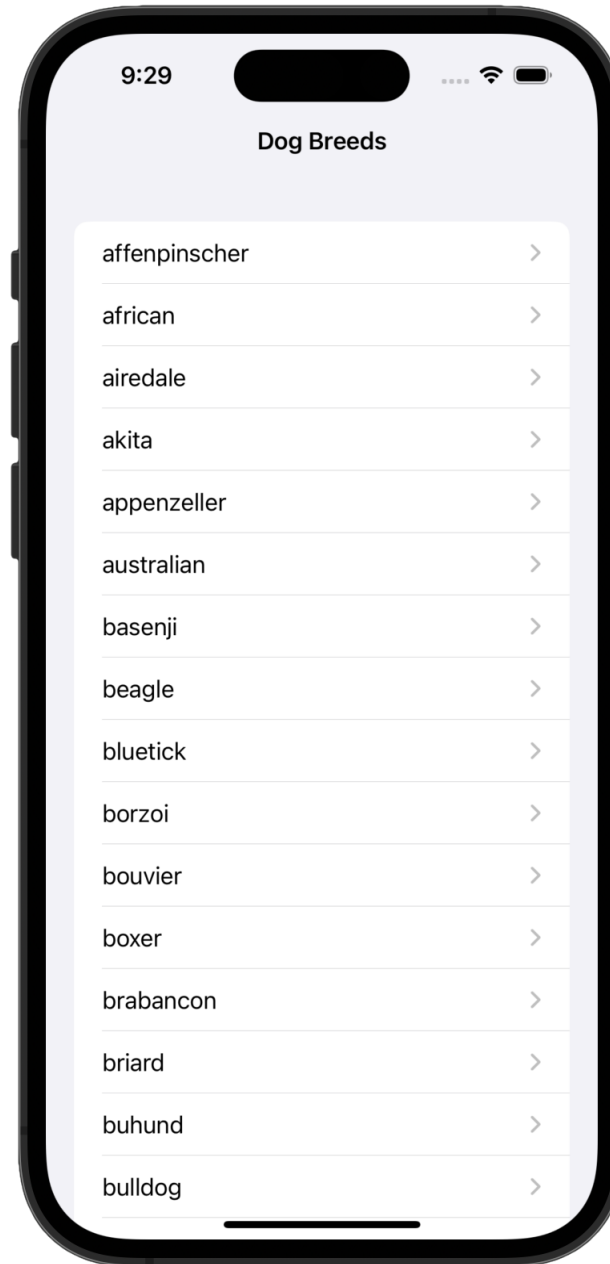 9:29
Dog Breeds
affenpinscher
african
airedale
akita
appenzeller
australian
basenji
beagle
bluetick
borzoi
bouvier
boxer
brabancon
briard
buhund
bulldog